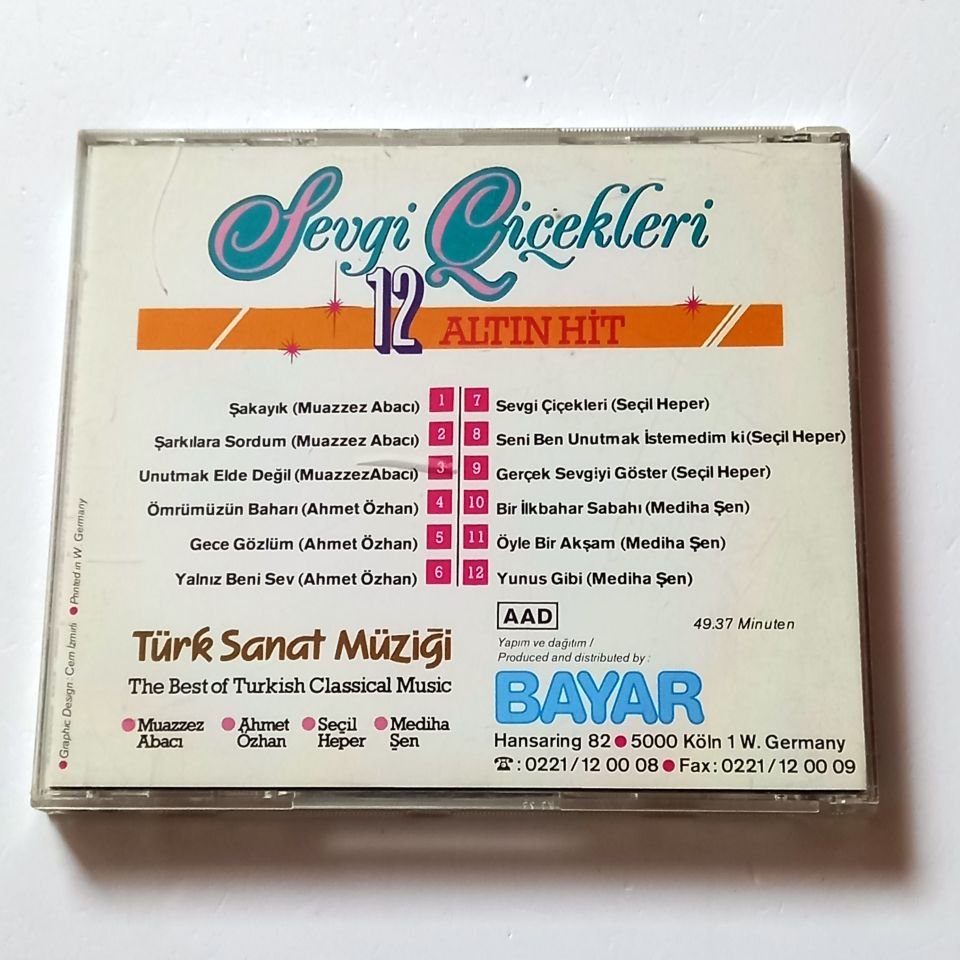 Sevgi Çiçekleri
12 ALTIN HİT
Şakayık (Muazzez Abacı) 1
Şarkılara Sordum (Muazzez Abacı) 2
Unutmak Elde Değil (MuazzezAbacı) 3
Ömrümüzün Baharı (Ahmet Özhan) 4
Gece Gözlüm (Ahmet Özhan) 5
Yalnız Beni Sev (Ahmet Özhan) 6
7 Sevgi Çiçekleri (Seçil Heper)
8 Seni Ben Unutmak İstemedim ki(Seçil Heper)
9 Gerçek Sevgiyi Göster (Seçil Heper)
10 Bir İlkbahar Sabahı (Mediha Şen)
11 Öyle Bir Akşam (Mediha Şen)
12 Yunus Gibi (Mediha Şen)
Türk Sanat Müziği
The Best of Turkish Classical Music
Muazzez Abacı
Ahmet Özhan
Seçil Heper
Mediha Şen
AAD
49.37 Minuten
Yapım ve dağıtım /
Produced and distributed by :
BAYAR
Hansaring 82 ● 5000 Köln 1 W. Germany
☎: 0221/12 00 08 ● Fax: 0221/12 00 09
● Graphic Design : Cem İzmirli ● Printed in W. Germany